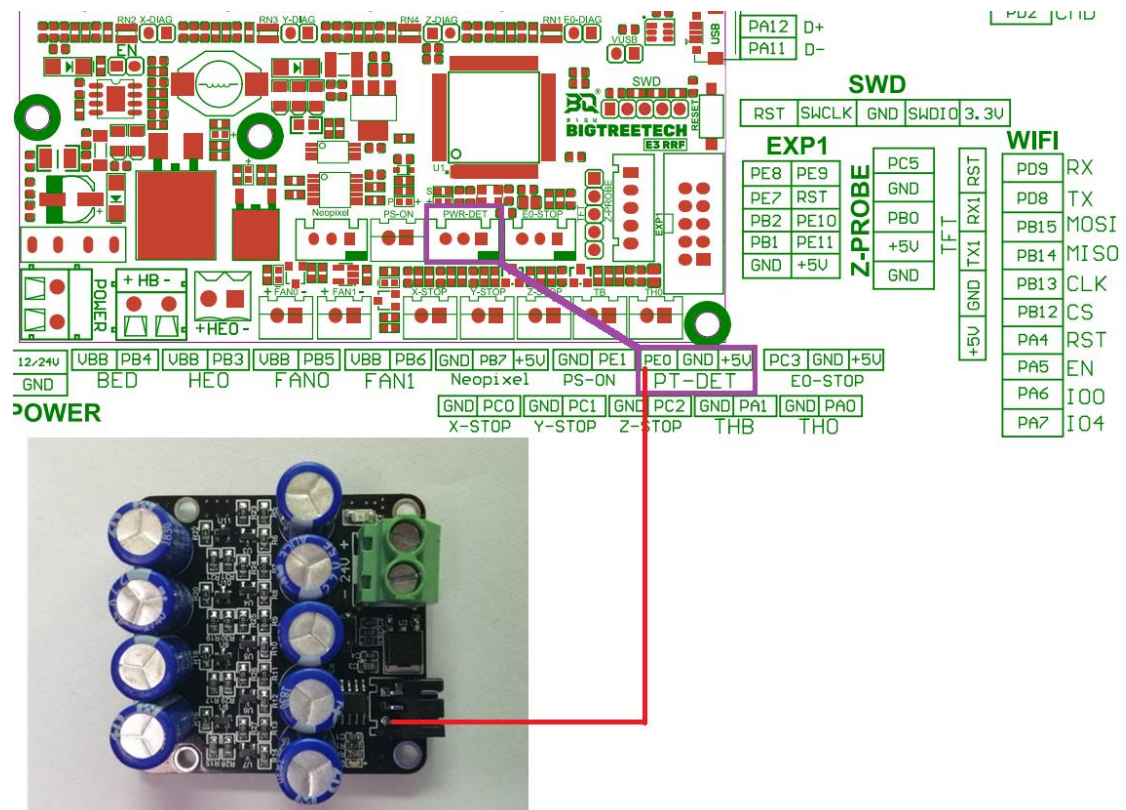 RN2 X-DIAG RN3 Y-DIAG RN4 Z-DIAG RN1 E0-DIAG
EN
VUSB
USB
PA12 D+
PA11 D-
SWD
BIGTREETECH
E3 RRF
RESET
U1
SWD
RST SWCLK GND SWDIO 3.3V
EXP1
PE8 PE9
PE7 RST
PB2 PE10
PB1 PE11
GND +5V
Z-PROBE
PC5
GND
PB0
+5V
GND
TFT
RST
RX1
TX1
GND
+5V
WIFI
PD9 RX
PD8 TX
PB15 MOSI
PB14 MISO
PB13 CLK
PB12 CS
PA4 RST
PA5 EN
PA6 IO0
PA7 IO4
Neopixel PS-ON PWR-DET E0-STOP
TFT
Z-PROBE
EXP1
POWER
+ HB -
+HE0-
+ FAN0 - + FAN1 - X-STOP Y-STOP Z-STOP TB TH0
12/24V VBB PB4 VBB PB3 VBB PB5 VBB PB6 GND PB7 +5V GND PE1 PE0 GND +5V PC3 GND +5V
GND BED HE0 FAN0 FAN1 Neopixel PS-ON PT-DET E0-STOP
POWER
GND PC0 GND PC1 GND PC2 GND PA1 GND PA0
X-STOP Y-STOP Z-STOP THB TH0
- 24V +